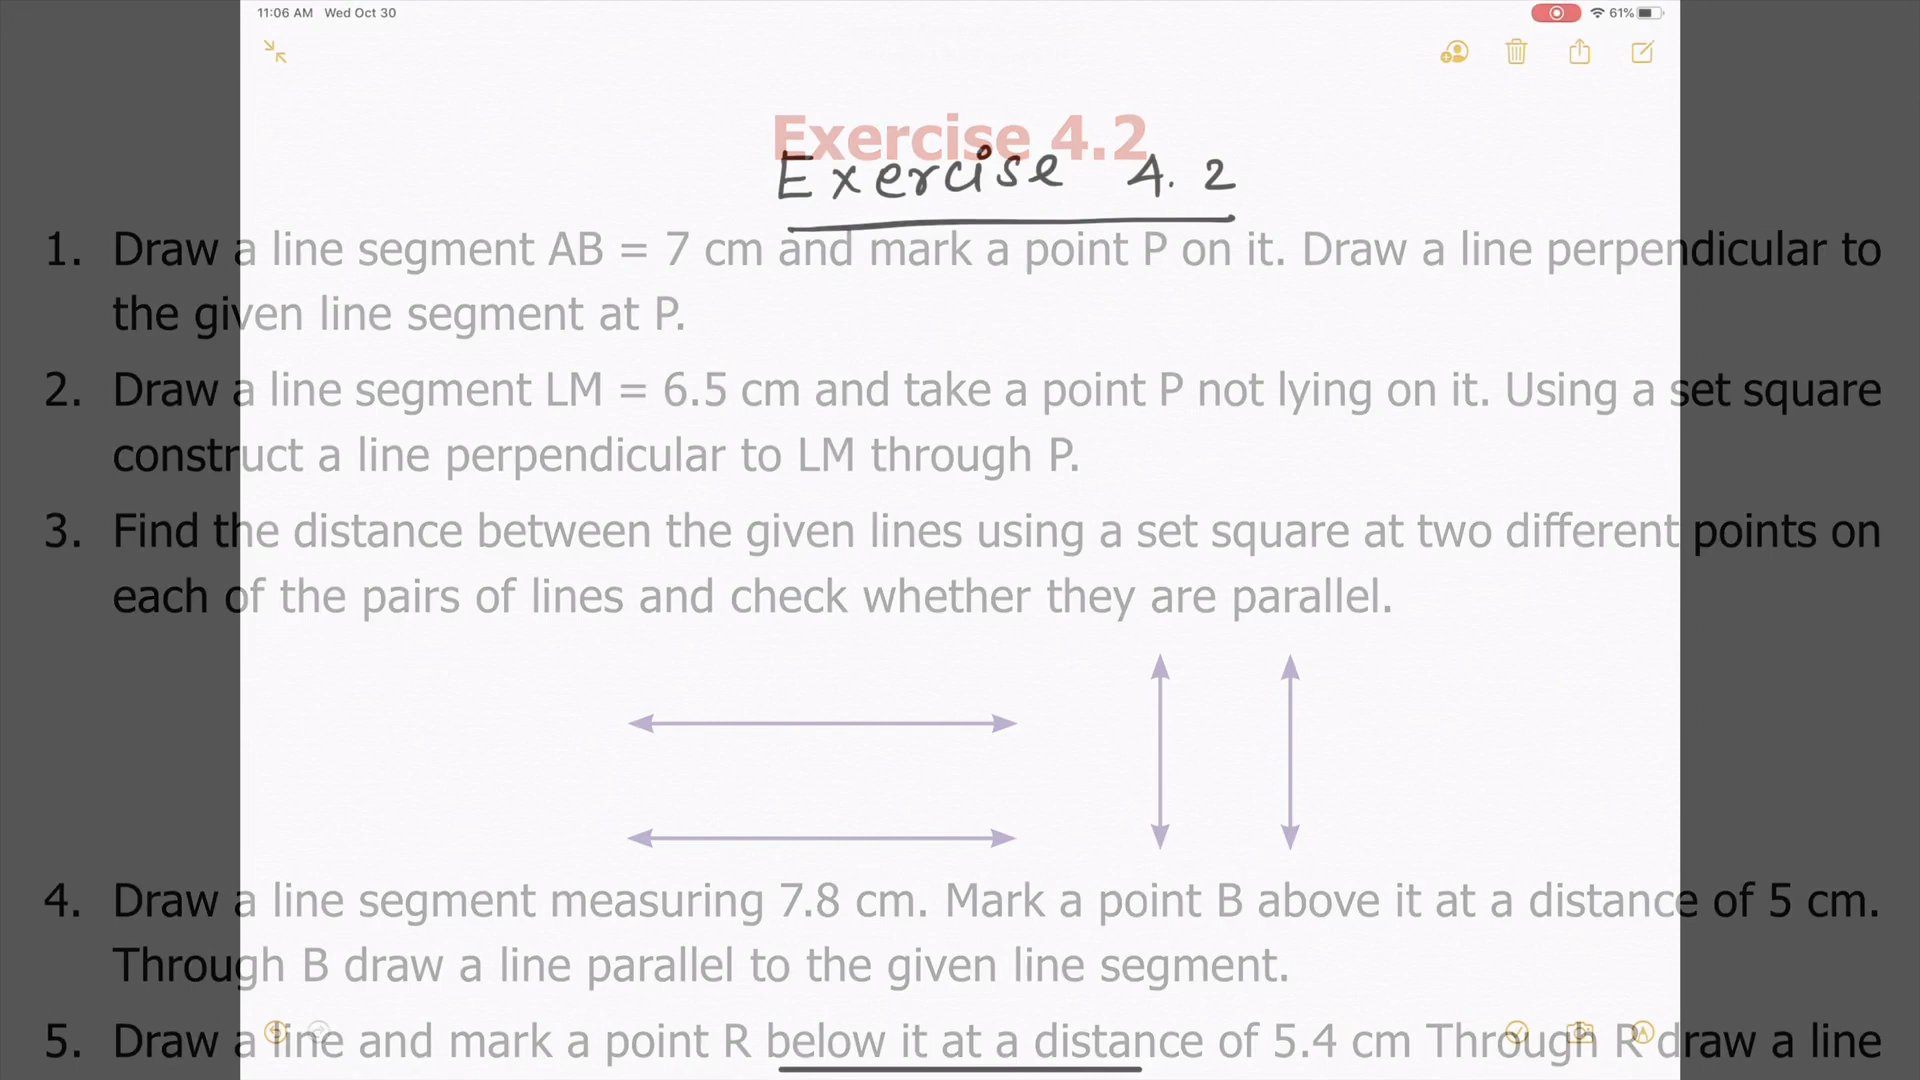 11:06 AM Wed Oct 30
61%
Exercise 4.2
Exercise 4.2
1. Draw a line segment AB = 7 cm and mark a point P on it. Draw a line perpendicular to
the given line segment at P.
2. Draw a line segment LM = 6.5 cm and take a point P not lying on it. Using a set square
construct a line perpendicular to LM through P.
3. Find the distance between the given lines using a set square at two different points on
each of the pairs of lines and check whether they are parallel.
4. Draw a line segment measuring 7.8 cm. Mark a point B above it at a distance of 5 cm.
Through B draw a line parallel to the given line segment.
5. Draw a line and mark a point R below it at a distance of 5.4 cm Through R draw a line